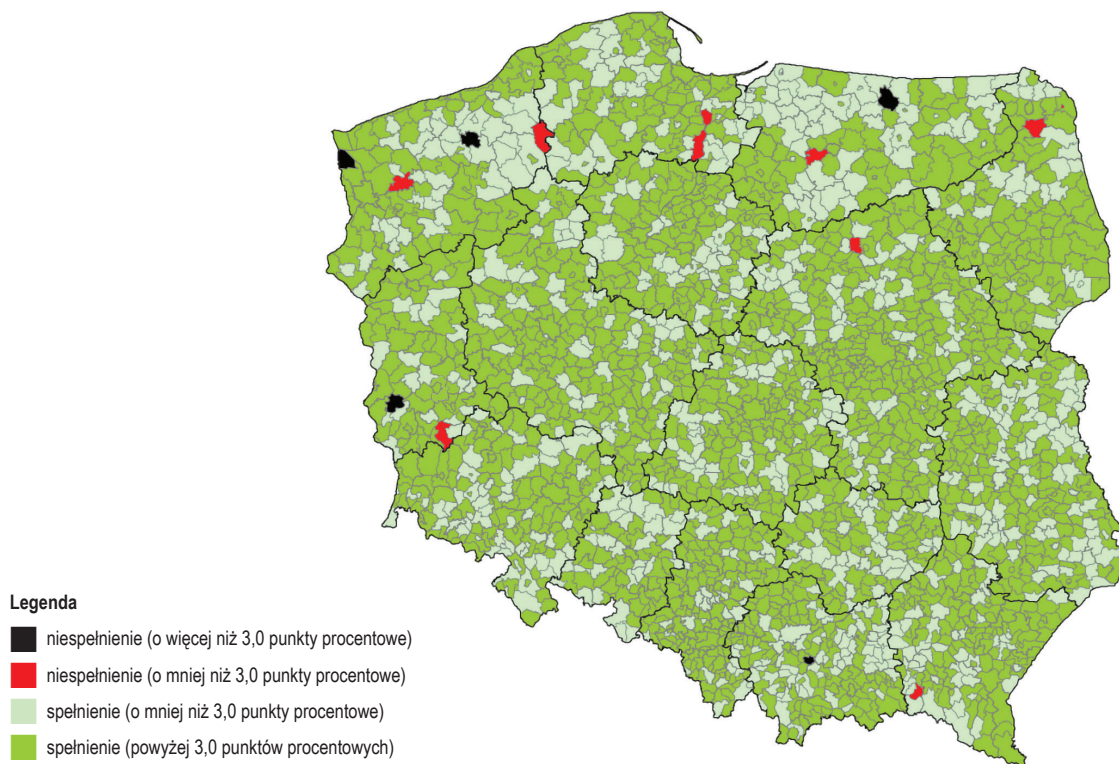 Legenda
niespełnienie (o więcej niż 3,0 punkty procentowe)
niespełnienie (o mniej niż 3,0 punkty procentowe)
spełnienie (o mniej niż 3,0 punkty procentowe)
spełnienie (powyżej 3,0 punktów procentowych)